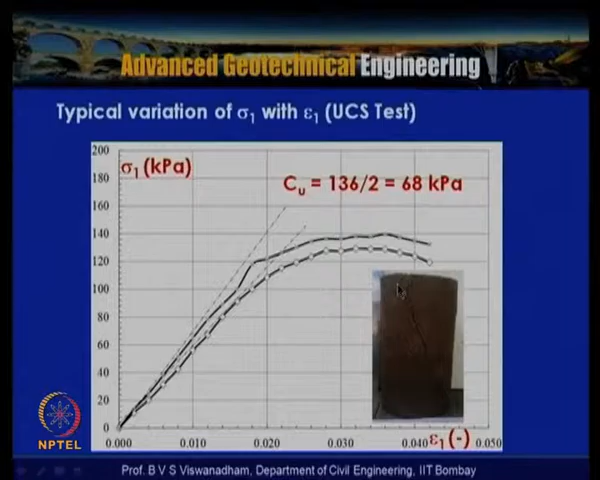 Advanced Geotechnical Engineering
Typical variation of σ1 with ε1 (UCS Test)
200
σ1 (kPa)
180
Cu = 136/2 = 68 kPa
160
140
120
100
80
60
40
20
0
0.000 0.010 0.020 0.030 0.040 ε1 (-) 0.050
NPTEL
Prof. B V S Viswanadham, Department of Civil Engineering, IIT Bombay